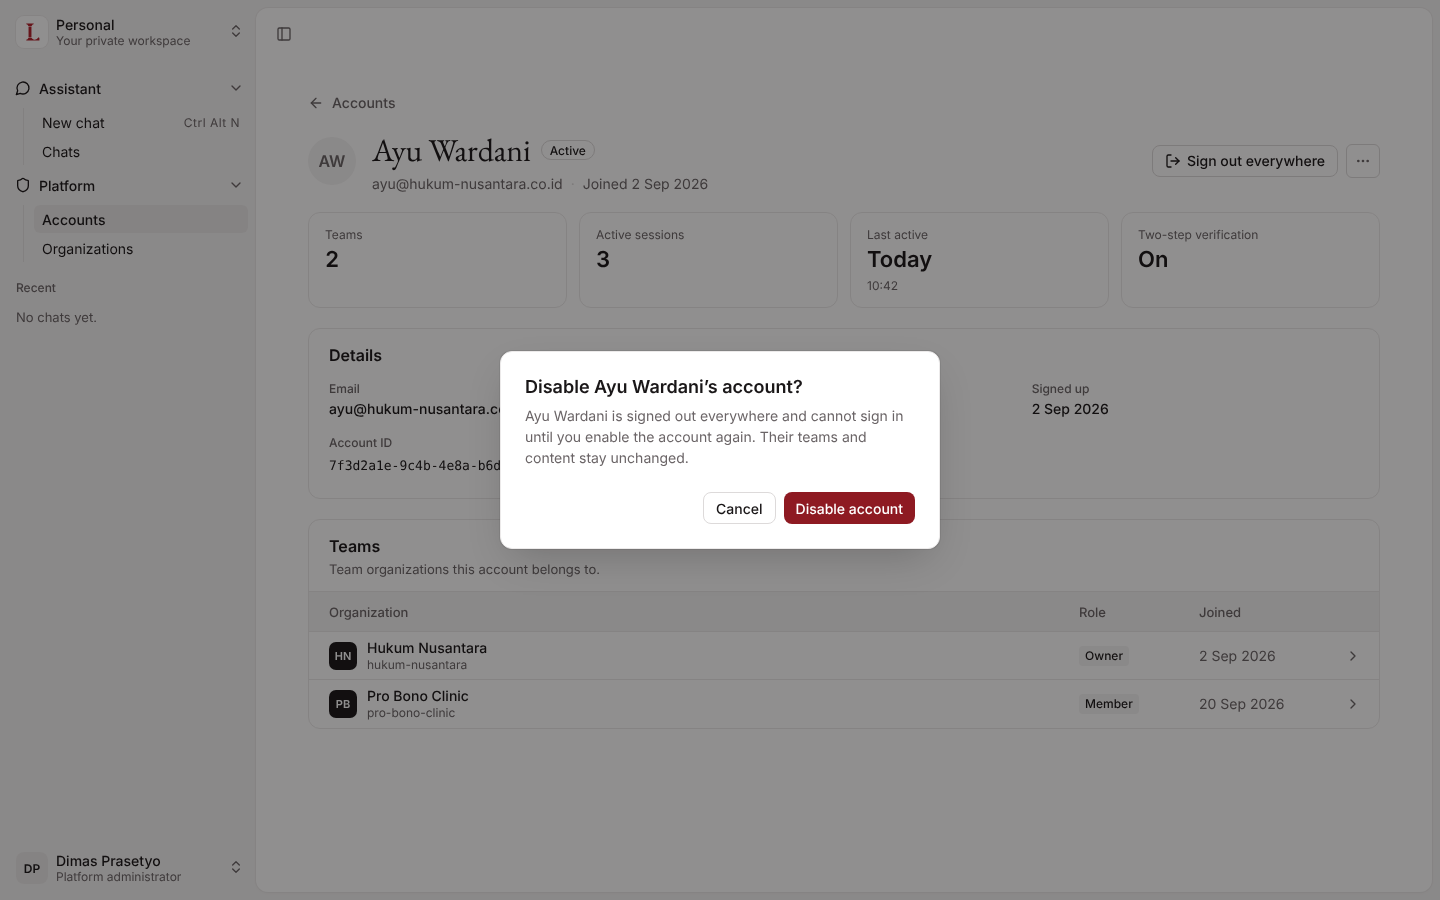 L
Personal
Your private workspace
Assistant
New chat
Ctrl Alt N
Chats
Platform
Accounts
Organizations
Recent
No chats yet.
DP
Dimas Prasetyo
Platform administrator
Accounts
AW
Ayu Wardani
Active
ayu@hukum-nusantara.co.id · Joined 2 Sep 2026
Sign out everywhere
Teams
2
Active sessions
3
Last active
Today
10:42
Two-step verification
On
Details
Email
ayu@hukum-nusantara.c
Signed up
2 Sep 2026
Account ID
7f3d2a1e-9c4b-4e8a-b6d
Disable Ayu Wardani’s account?
Ayu Wardani is signed out everywhere and cannot sign in
until you enable the account again. Their teams and
content stay unchanged.
Cancel
Disable account
Teams
Team organizations this account belongs to.
Organization
Role
Joined
HN
Hukum Nusantara
hukum-nusantara
Owner
2 Sep 2026
PB
Pro Bono Clinic
pro-bono-clinic
Member
20 Sep 2026